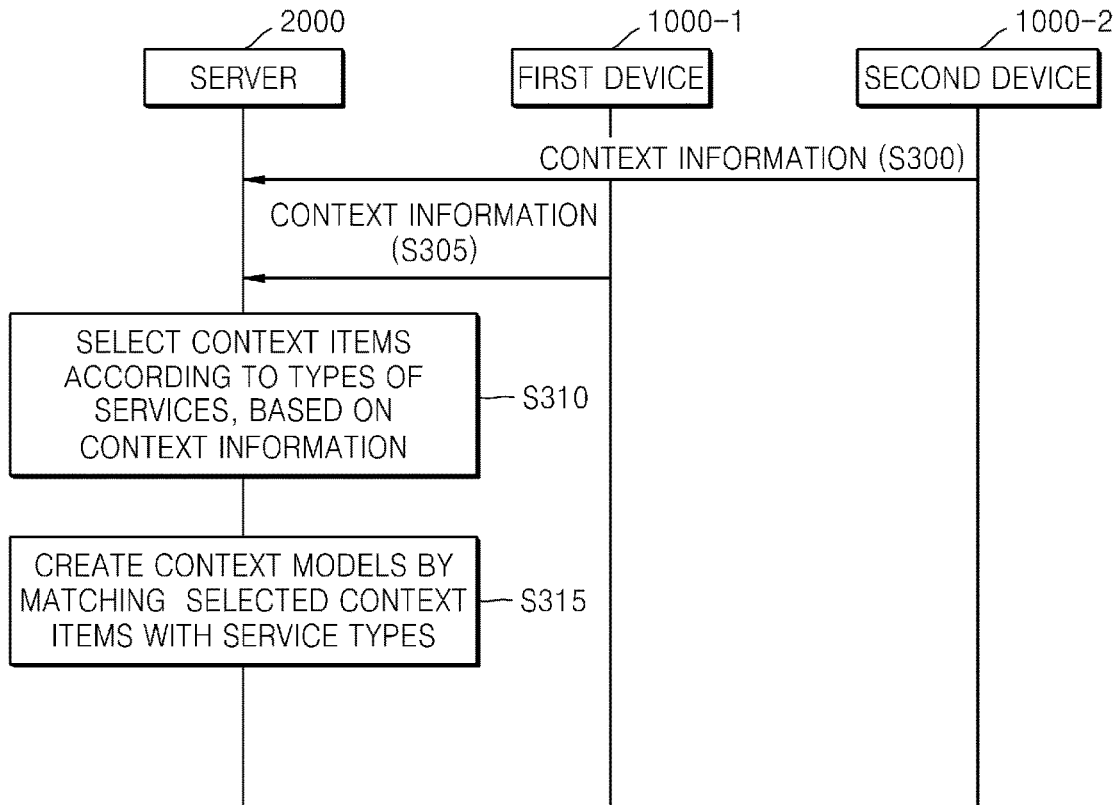 2000
1000-1
1000-2
SERVER
FIRST DEVICE
SECOND DEVICE
CONTEXT INFORMATION (S300)
CONTEXT INFORMATION
(S305)
SELECT CONTEXT ITEMS
ACCORDING TO TYPES OF
SERVICES, BASED ON
CONTEXT INFORMATION
S310
CREATE CONTEXT MODELS BY
MATCHING SELECTED CONTEXT
ITEMS WITH SERVICE TYPES
S315